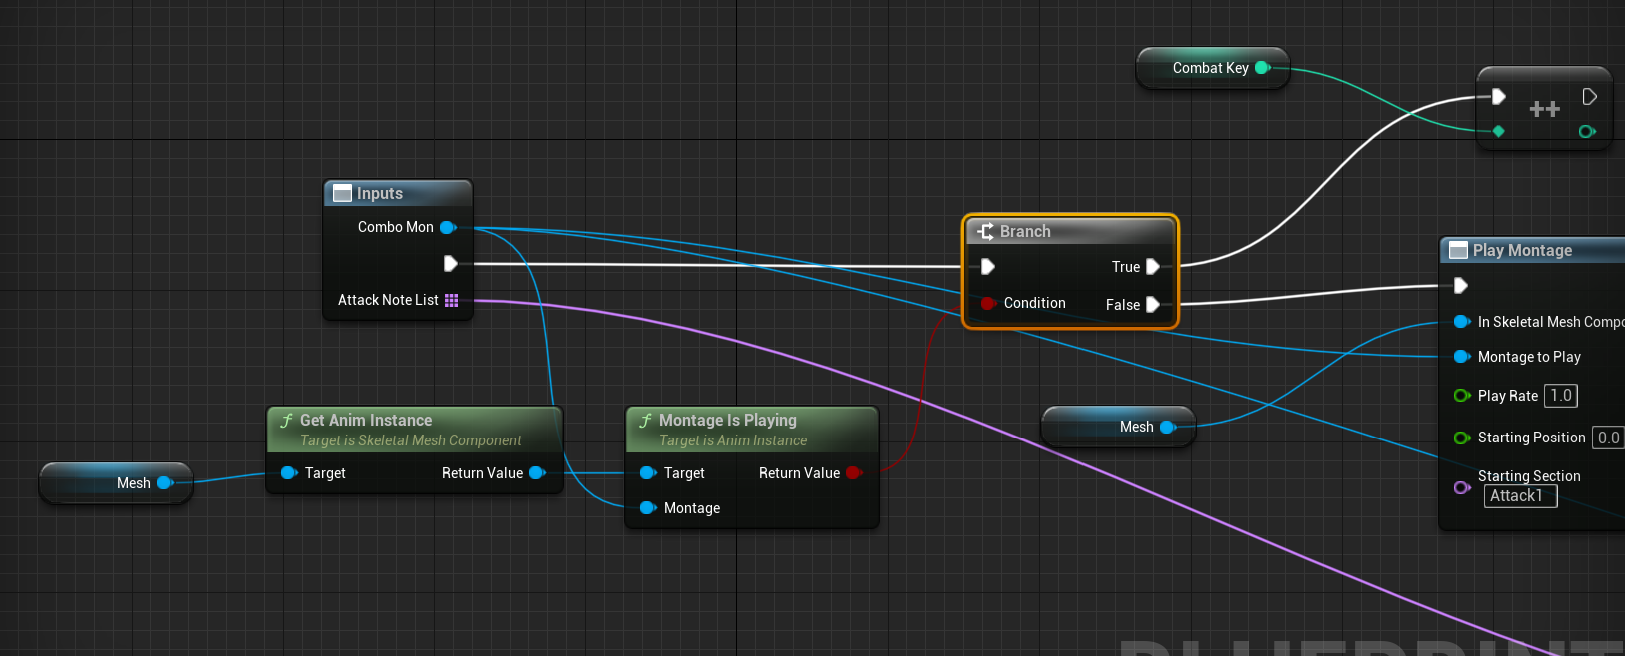 Combat Key
++
Inputs
Combo Mon
Attack Note List
Branch
True
Condition
False
Play Montage
In Skeletal Mesh Compo
Montage to Play
Play Rate 1.0
Starting Position 0.0
Starting Section
Attack1
Get Anim Instance
Target is Skeletal Mesh Component
Target
Return Value
Montage Is Playing
Target is Anim Instance
Target
Return Value
Montage
Mesh
Mesh
BLUEPRINT